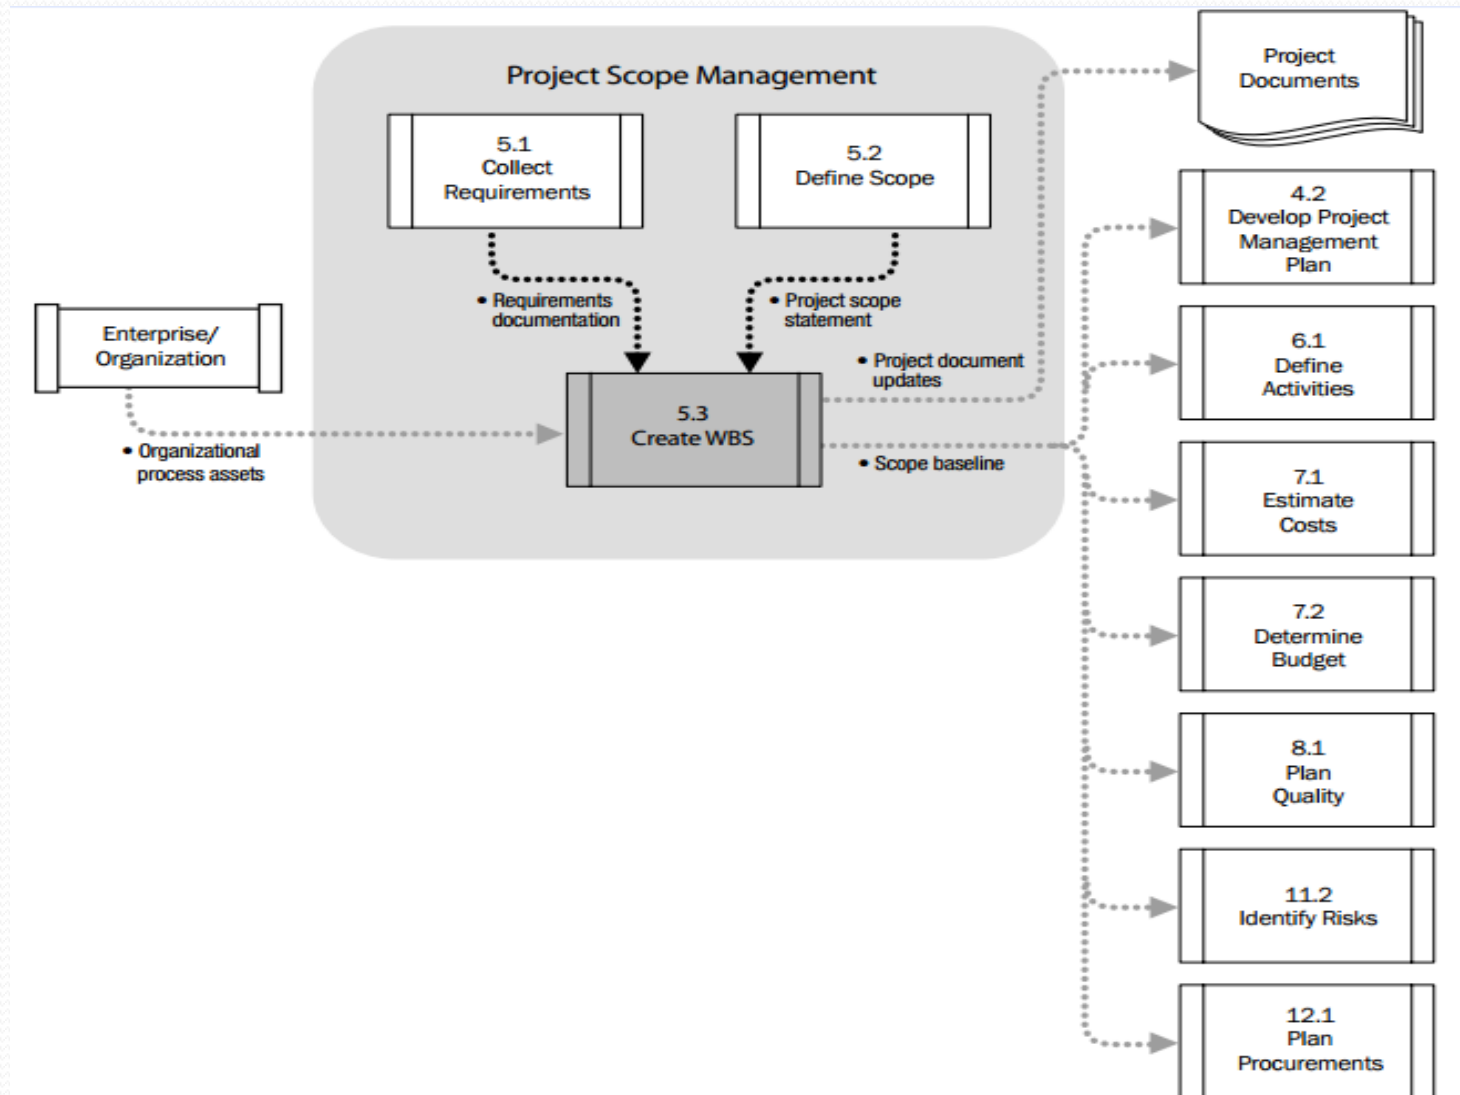 Project Scope Management
Project
Documents
5.1
Collect
Requirements
5.2
Define Scope
4.2
Develop Project
Management
Plan
• Requirements
documentation
• Project scope
statement
Enterprise/
Organization
• Project document
updates
6.1
Define
Activities
5.3
Create WBS
• Organizational
process assets
• Scope baseline
7.1
Estimate
Costs
7.2
Determine
Budget
8.1
Plan
Quality
11.2
Identify Risks
12.1
Plan
Procurements